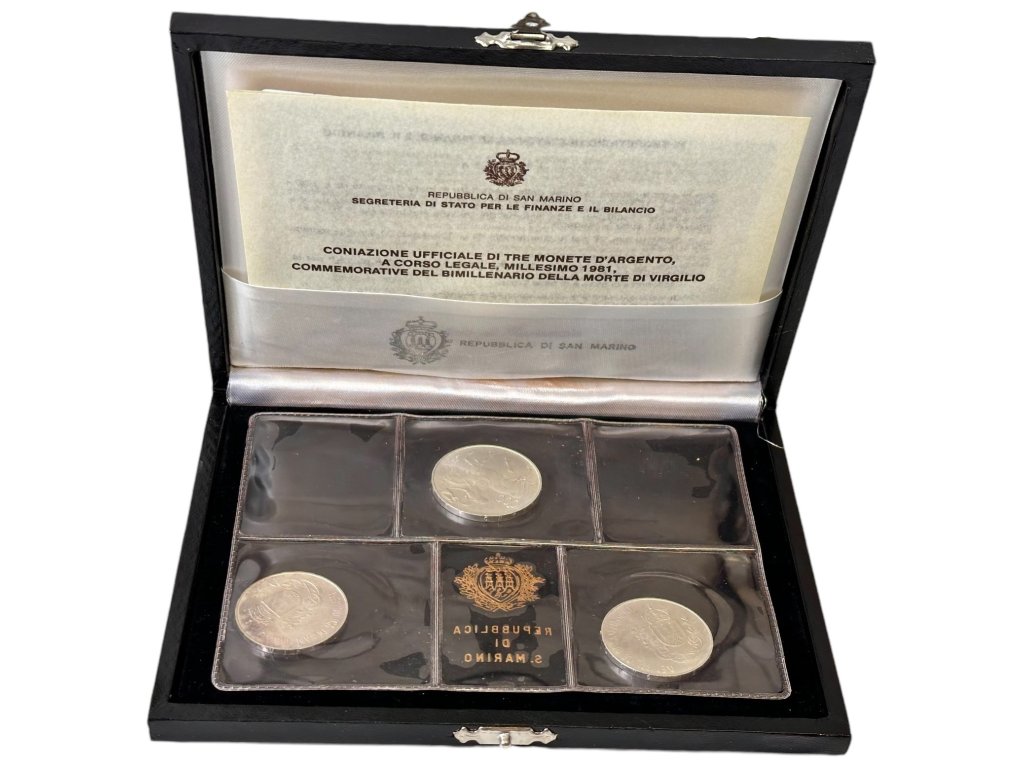 REPUBBLICA DI SAN MARINO
SEGRETERIA DI STATO PER LE FINANZE E IL BILANCIO
CONIAZIONE UFFICIALE DI TRE MONETE D'ARGENTO,
A CORSO LEGALE, MILLESIMO 1981,
COMMEMORATIVE DEL BIMILLENARIO DELLA MORTE DI VIRGILIO
REPUBBLICA DI SAN MARINO
REPUBBLICA
DI
S. MARINO